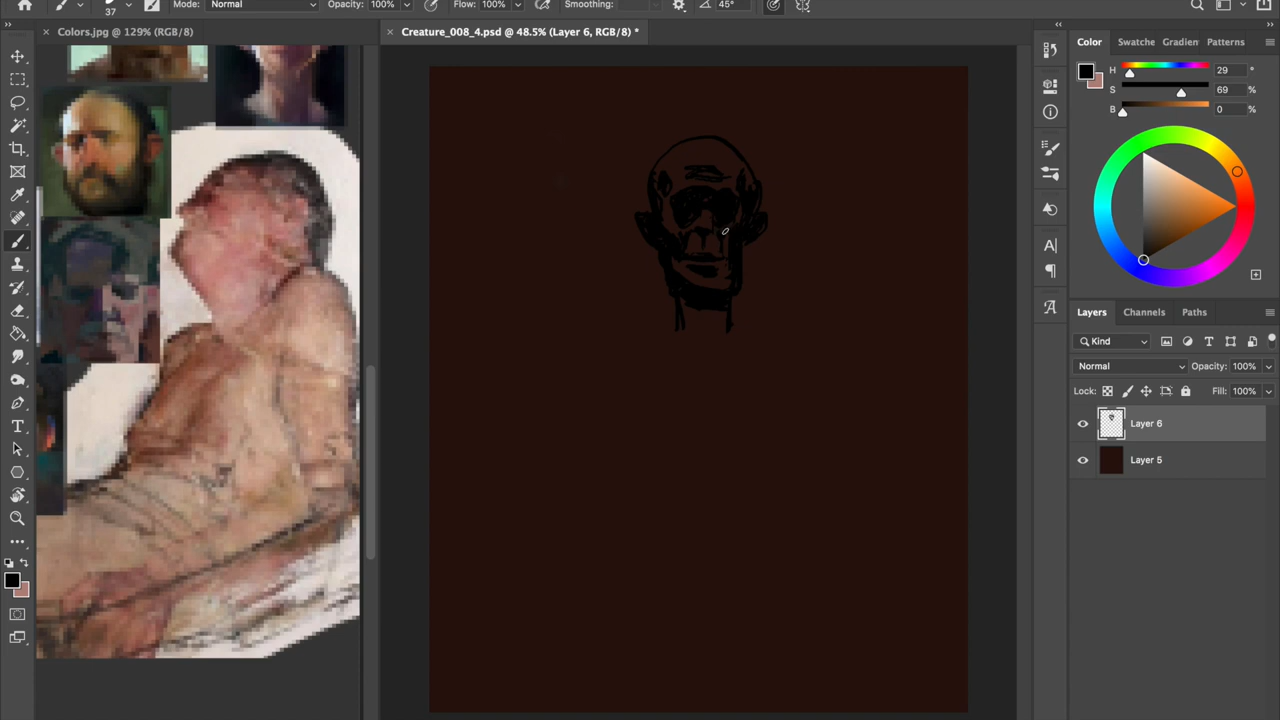 Mode: Normal Opacity: 100% Flow: 100% Smoothing: 45°
37
Colors.jpg @ 129% (RGB/8)
Creature_008_4.psd @ 48.5% (Layer 6, RGB/8) *
Color Swatche Gradien Patterns
H 29 °
S 69 %
B 0 %
Layers Channels Paths
Kind
Normal Opacity: 100%
Lock: Fill: 100%
Layer 6
Layer 5